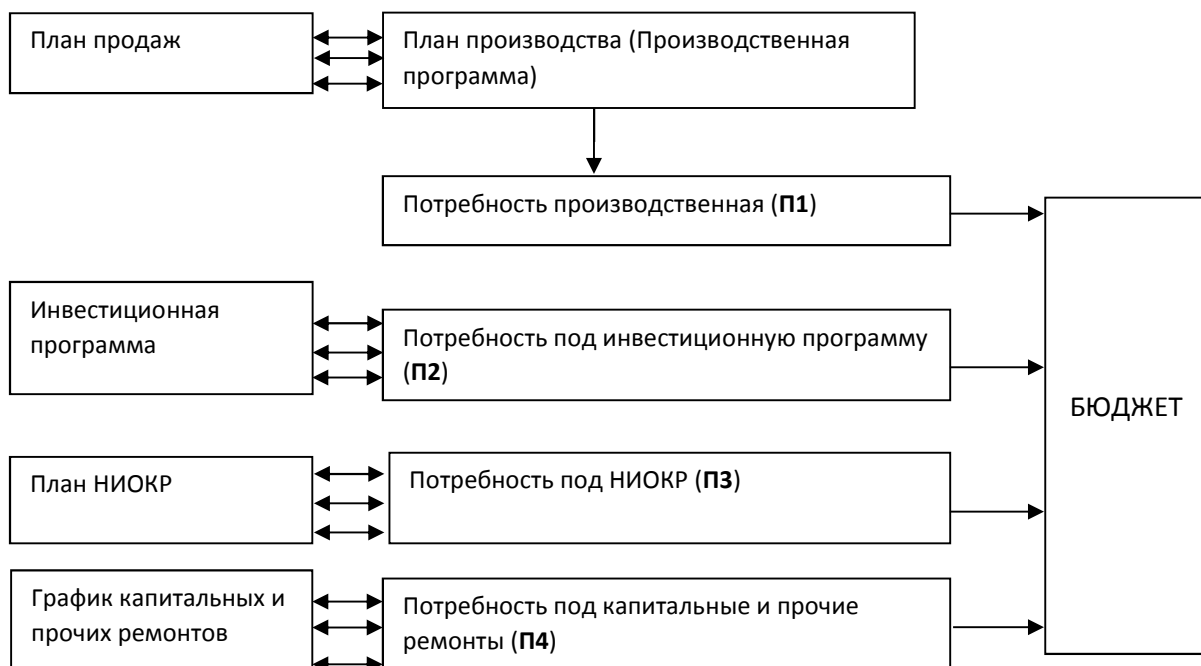 План продаж
План производства (Производственная
программа)
Потребность производственная (П1)
Инвестиционная
программа
Потребность под инвестиционную программу
(П2)
БЮДЖЕТ
План НИОКР
Потребность под НИОКР (П3)
График капитальных и
прочих ремонтов
Потребность под капитальные и прочие
ремонты (П4)